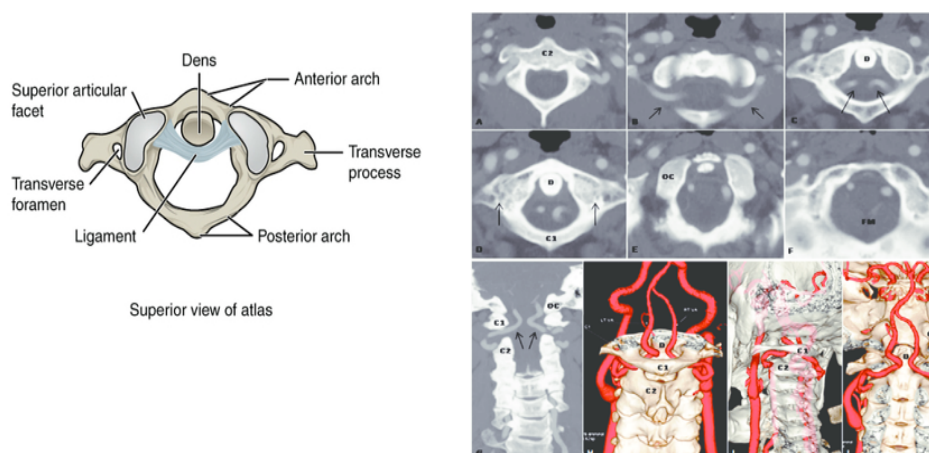 Dens
Anterior arch
Superior articular
facet
Transverse
foramen
Transverse
process
Ligament
Posterior arch
Superior view of atlas
C2
A
B
D
C
D
C1
D
OC
E
FM
F
C1
OC
C2
D
C1
C2
H
C1
C2
D